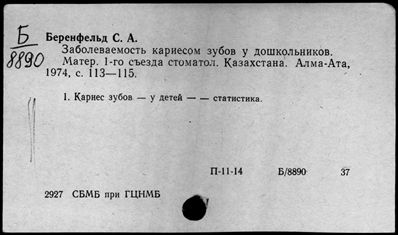 Б
8890
Беренфельд С. А.
Заболеваемость кариесом зубов у дошкольников.
Матер. 1-го съезда стоматол. Казахстана. Алма-Ата,
1974, с. 113—115.
1. Кариес зубов — у детей — — статистика.
П-11-14 Б/8890 37
2927 СБМБ при ГЦНМБ